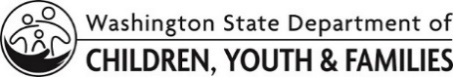 Washington State Department of
CHILDREN, YOUTH & FAMILIES